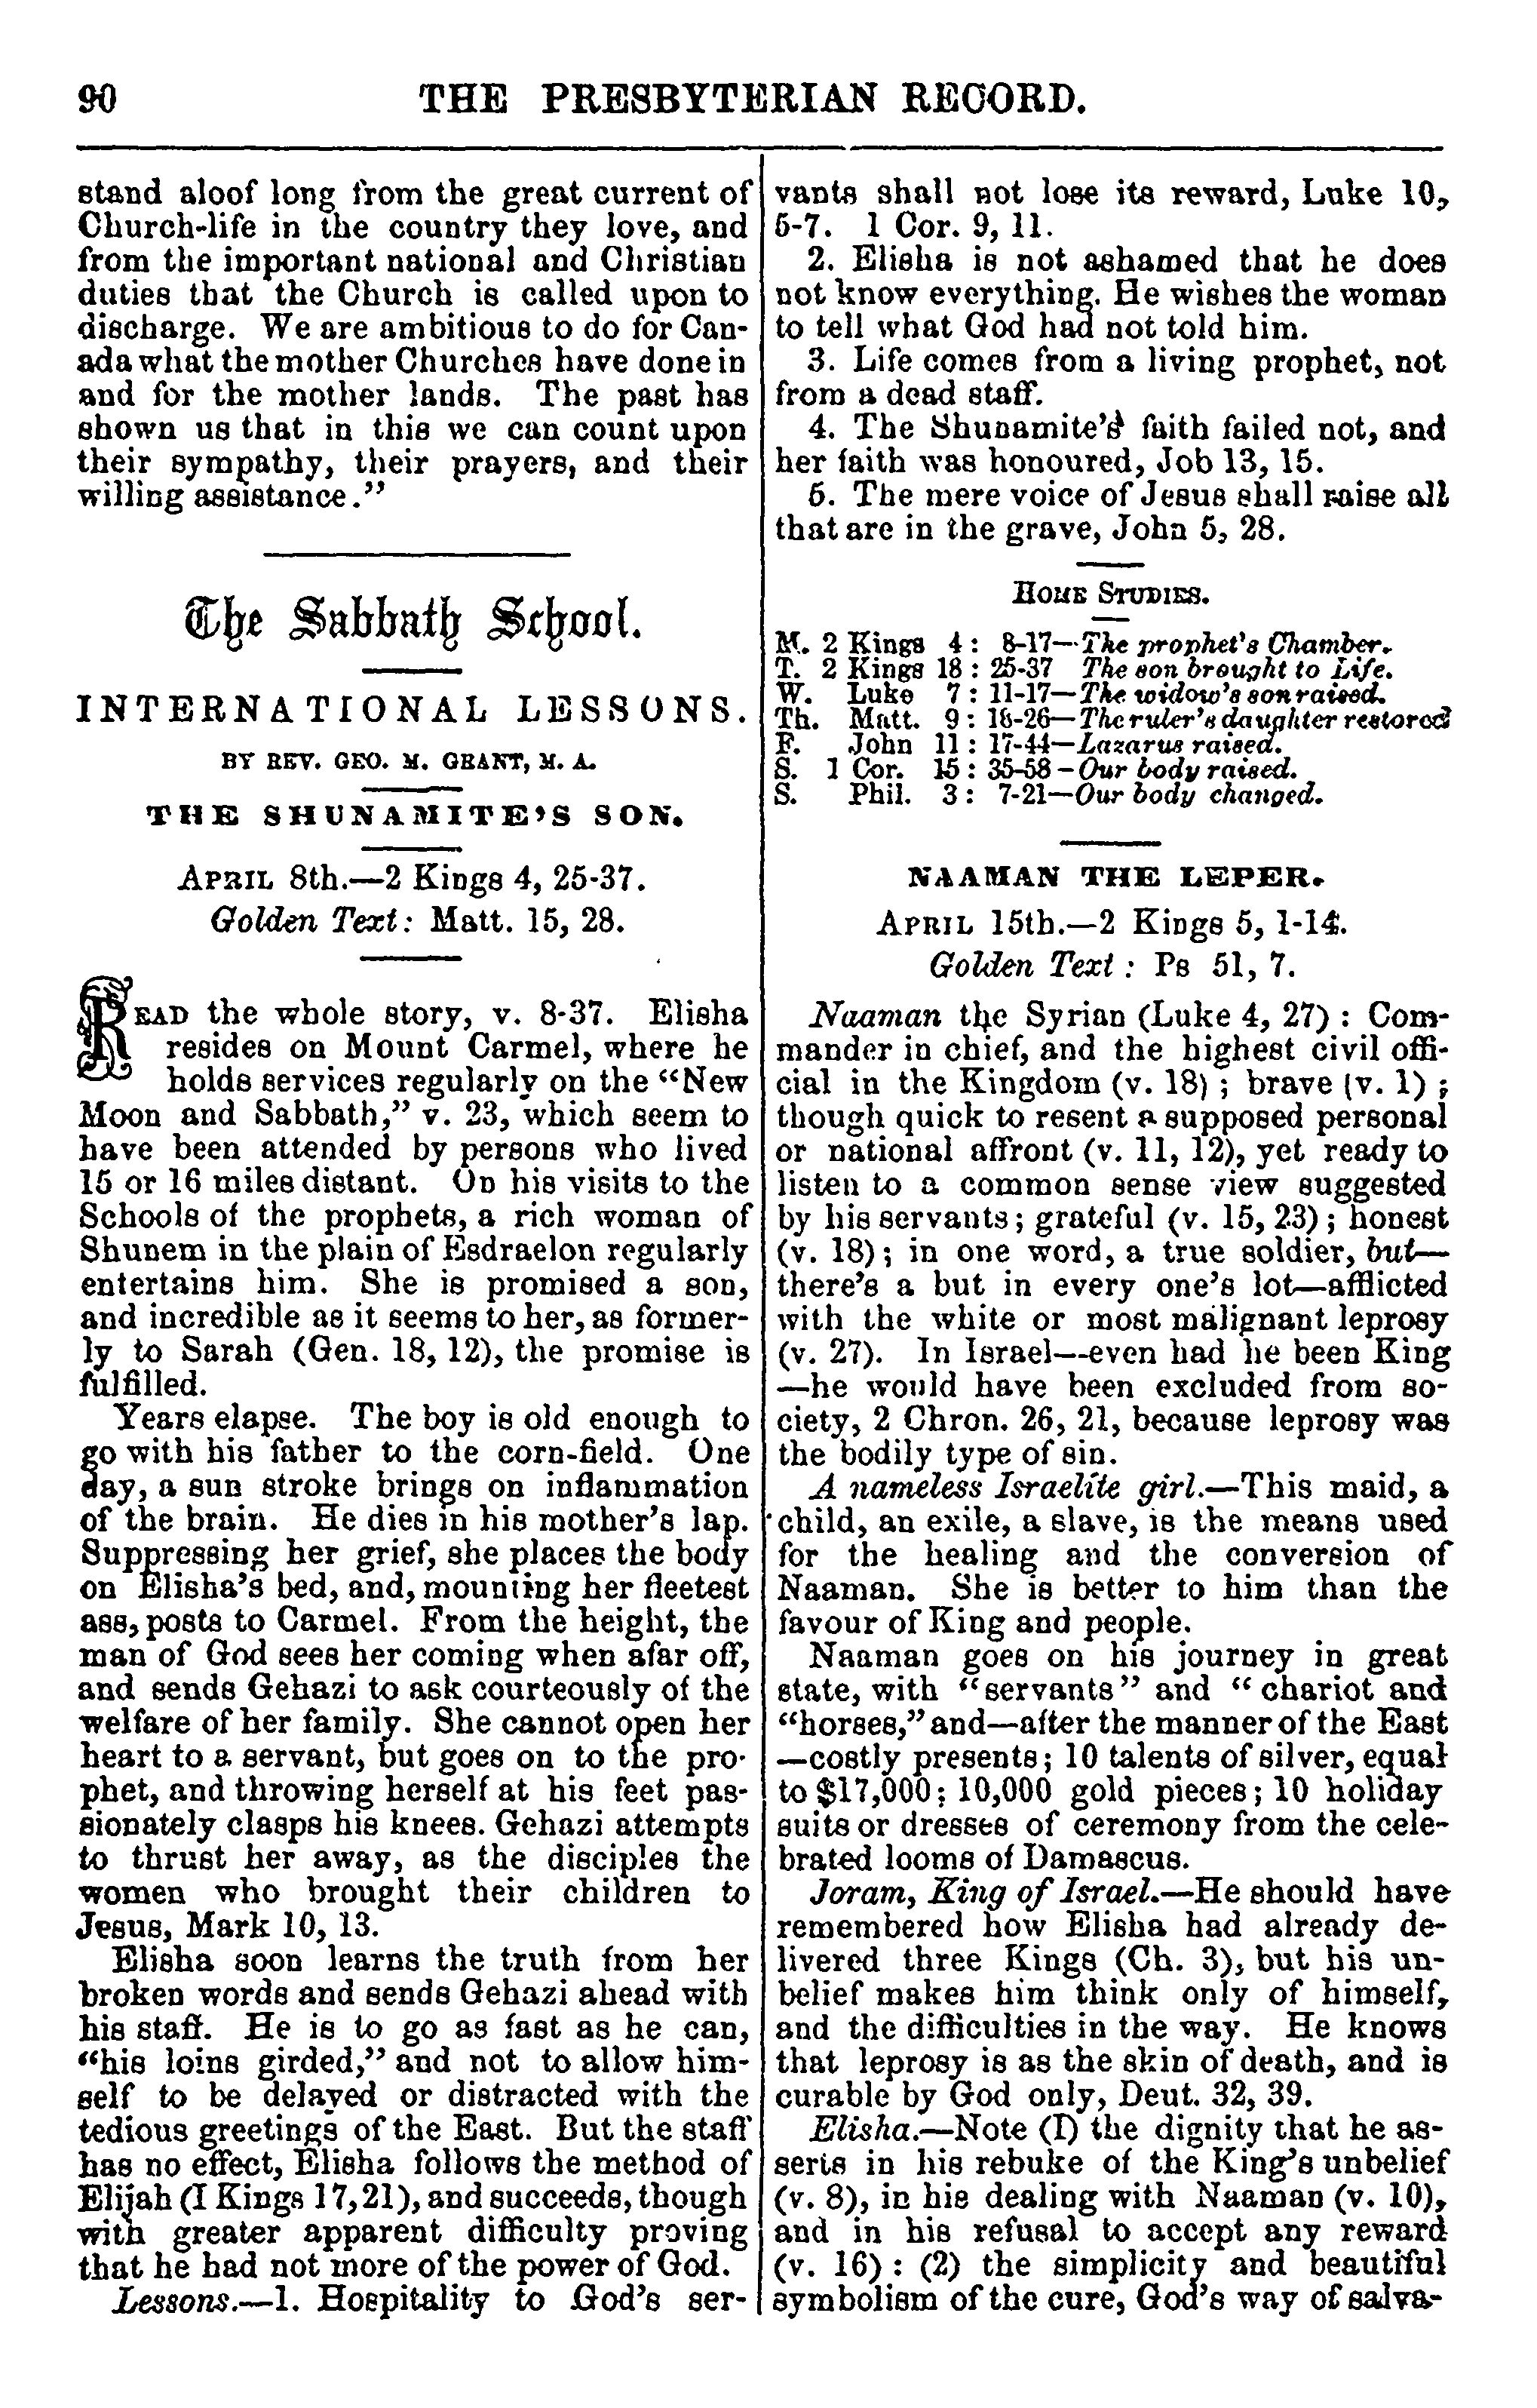 90 THE PRESBYTERIAN RECORD.
stand aloof long from the great current of
Church-life in the country they love, and
from the important national and Christian
duties that the Church is called upon to
discharge. We are ambitious to do for Can-
ada what the mother Churches have done in
and for the mother lands. The past has
shown us that in this we can count upon
their sympathy, their prayers, and their
willing assistance."
The Sabbath School.
INTERNATIONAL LESSONS.
BY REV. GEO. M. GRANT, M. A.
THE SHUNAMITE'S SON.
APRIL 8th.—2 Kings 4, 25-37.
Golden Text: Matt. 15, 28.
READ the whole story, v. 8-37. Elisha
resides on Mount Carmel, where he
holds services regularly on the "New
Moon and Sabbath," v. 23, which seem to
have been attended by persons who lived
15 or 16 miles distant. On his visits to the
Schools of the prophets, a rich woman of
Shunem in the plain of Esdraelon regularly
entertains him. She is promised a son,
and incredible as it seems to her, as former-
ly to Sarah (Gen. 18, 12), the promise is
fulfilled.
Years elapse. The boy is old enough to
go with his father to the corn-field. One
day, a sun stroke brings on inflammation
of the brain. He dies in his mother's lap.
Suppressing her grief, she places the body
on Elisha's bed, and, mounting her fleetest
ass, posts to Carmel. From the height, the
man of God sees her coming when afar off,
and sends Gehazi to ask courteously of the
welfare of her family. She cannot open her
heart to a servant, but goes on to the pro-
phet, and throwing herself at his feet pas-
sionately clasps his knees. Gehazi attempts
to thrust her away, as the disciples the
women who brought their children to
Jesus, Mark 10, 13.
Elisha soon learns the truth from her
broken words and sends Gehazi ahead with
his staff. He is to go as fast as he can,
"his loins girded," and not to allow him-
self to be delayed or distracted with the
tedious greetings of the East. But the staff
has no effect, Elisha follows the method of
Elijah (I Kings 17, 21), and succeeds, though
with greater apparent difficulty proving
that he had not more of the power of God.
Lessons.—1. Hospitality to God's ser-
vants shall not lose its reward, Luke 10,
5-7. 1 Cor. 9, 11.
2. Elisha is not ashamed that he does
not know everything. He wishes the woman
to tell what God had not told him.
3. Life comes from a living prophet, not
from a dead staff.
4. The Shunamite's faith failed not, and
her faith was honoured, Job 13, 15.
5. The mere voice of Jesus shall raise all
that are in the grave, John 5, 28.
HOME STUDIES.
M. 2 Kings 4: 8-17—The prophet's Chamber.
T. 2 Kings 18: 25-37 The son brought to Life.
W. Luke 7: 11-17—The widow's son raised.
Th. Matt. 9: 18-26—The ruler's daughter restored
F. John 11: 17-44—Lazarus raised.
S. 1 Cor. 15: 35-58—Our body raised.
S. Phil. 3: 7-21—Our body changed.
NAAMAN THE LEPER.
APRIL 15th.—2 Kings 5, 1-14.
Golden Text: Ps 51, 7.
Naaman the Syrian (Luke 4, 27): Com-
mander in chief, and the highest civil offi-
cial in the Kingdom (v. 18); brave (v. 1);
though quick to resent a supposed personal
or national affront (v. 11, 12), yet ready to
listen to a common sense view suggested
by his servants; grateful (v. 15, 23); honest
(v. 18); in one word, a true soldier, but—
there's a but in every one's lot—afflicted
with the white or most malignant leprosy
(v. 27). In Israel—even had he been King
—he would have been excluded from so-
ciety, 2 Chron. 26, 21, because leprosy was
the bodily type of sin.
A nameless Israelite girl.—This maid, a
child, an exile, a slave, is the means used
for the healing and the conversion of
Naaman. She is better to him than the
favour of King and people.
Naaman goes on his journey in great
state, with "servants" and "chariot and
"horses," and—after the manner of the East
—costly presents; 10 talents of silver, equal
to $17,000; 10,000 gold pieces; 10 holiday
suits or dresses of ceremony from the cele-
brated looms of Damascus.
Joram, King of Israel.—He should have
remembered how Elisha had already de-
livered three Kings (Ch. 3), but his un-
belief makes him think only of himself,
and the difficulties in the way. He knows
that leprosy is as the skin of death, and is
curable by God only, Deut. 32, 39.
Elisha.—Note (I) the dignity that he as-
serts in his rebuke of the King's unbelief
(v. 8), in his dealing with Naaman (v. 10),
and in his refusal to accept any reward
(v. 16): (2) the simplicity and beautiful
symbolism of the cure, God's way of salva-